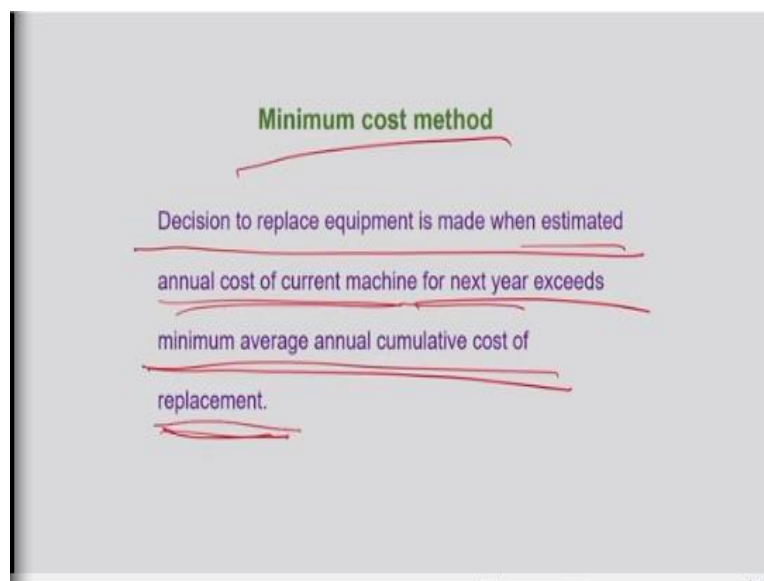 Minimum cost method
Decision to replace equipment is made when estimated
annual cost of current machine for next year exceeds
minimum average annual cumulative cost of
replacement.